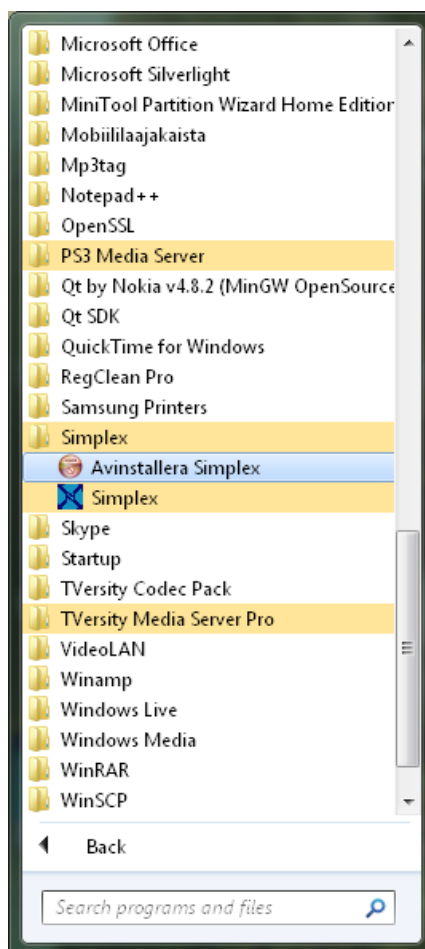 Microsoft Office
Microsoft Silverlight
MiniTool Partition Wizard Home Edition
Mobiililaajakaista
Mp3tag
Notepad++
OpenSSL
PS3 Media Server
Qt by Nokia v4.8.2 (MinGW OpenSource
Qt SDK
QuickTime for Windows
RegClean Pro
Samsung Printers
Simplex
Avinstallera Simplex
Simplex
Skype
Startup
TVersity Codec Pack
TVersity Media Server Pro
VideoLAN
Winamp
Windows Live
Windows Media
WinRAR
WinSCP
Back
Search programs and files